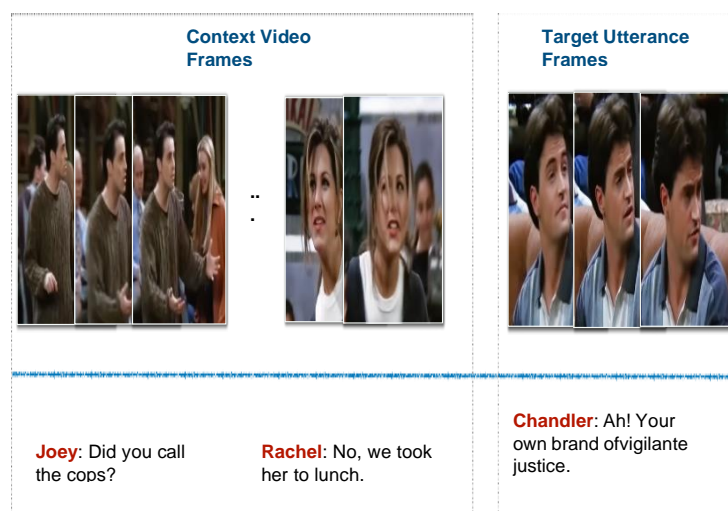 Context Video
Frames
Target Utterance
Frames
..
.
Joey: Did you call
the cops?
Rachel: No, we took
her to lunch.
Chandler: Ah! Your
own brand ofvigilante
justice.